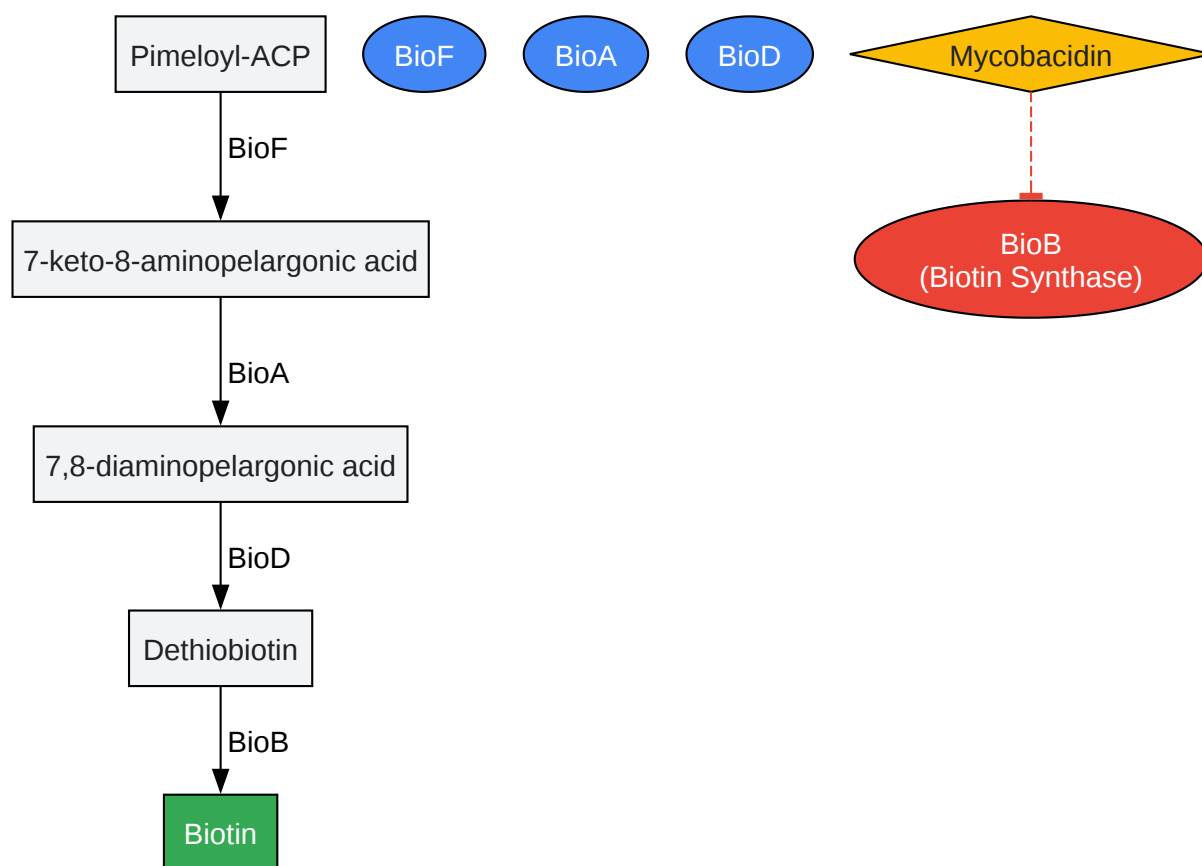 Pimeloyl-ACP
BioF
BioA
BioD
Mycobacidin
BioF
7-keto-8-aminopelargonic acid
BioB
(Biotin Synthase)
BioA
7,8-diaminopelargonic acid
BioD
Dethiobiotin
BioB
Biotin